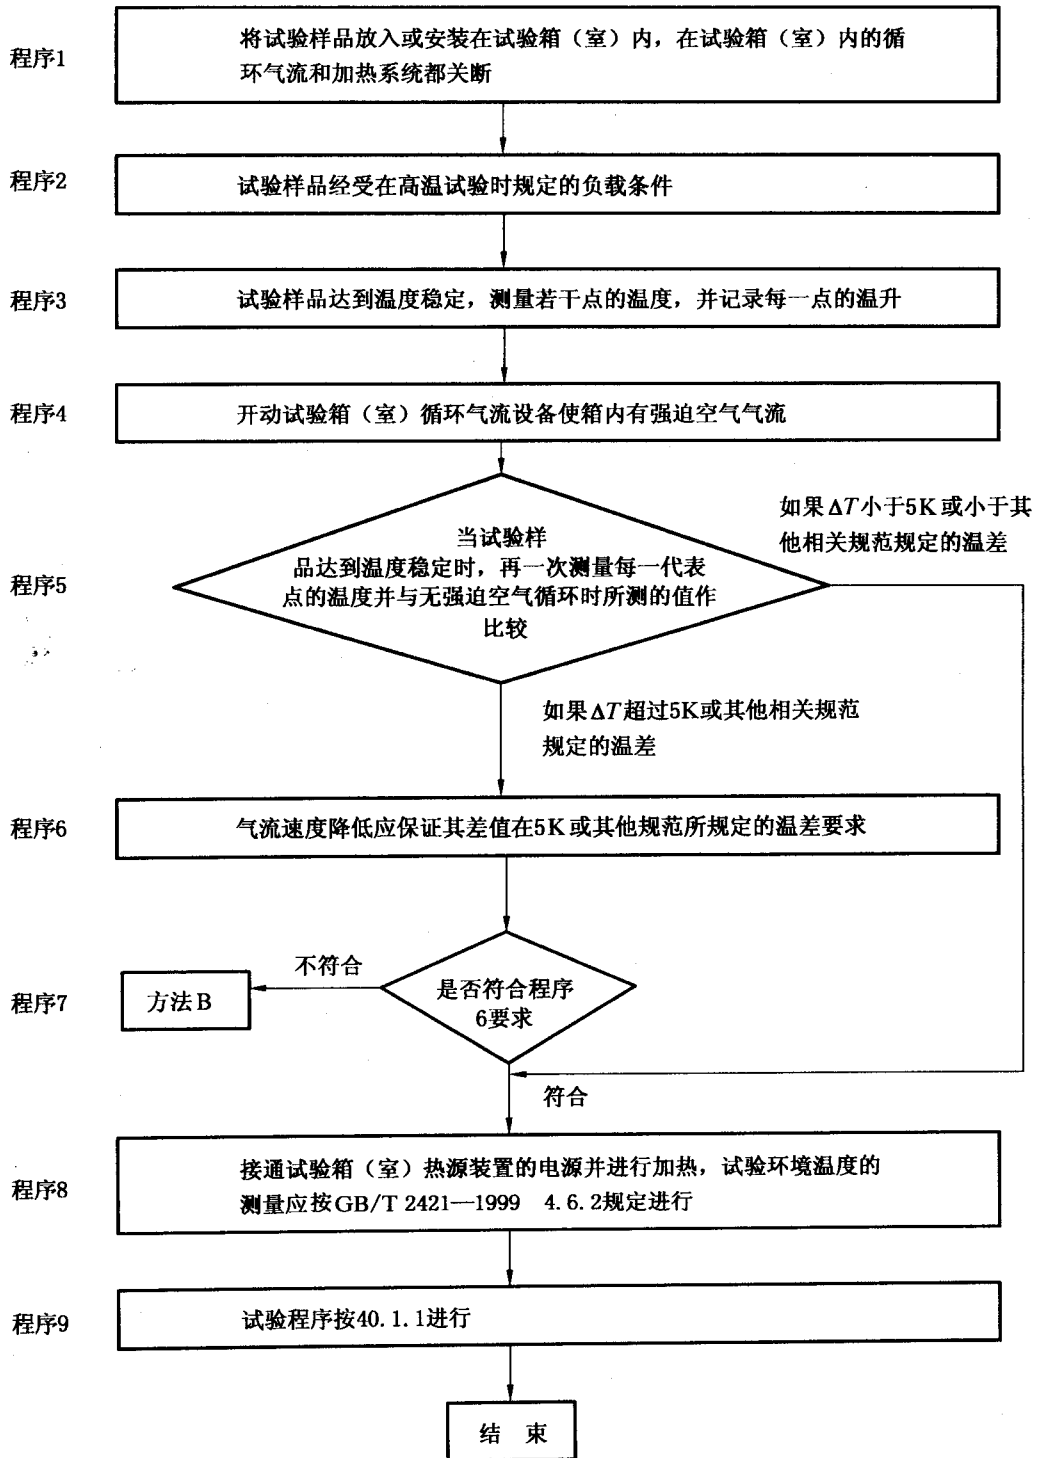 程序1
将试验样品放入或安装在试验箱（室）内，在试验箱（室）内的循
环气流和加热系统都关断
程序2
试验样品经受在高温试验时规定的负载条件
程序3
试验样品达到温度稳定，测量若干点的温度，并记录每一点的温升
程序4
开动试验箱（室）循环气流设备使箱内有强迫空气气流
如果ΔT小于5K或小于其
他相关规范规定的温差
程序5
当试验样
品达到温度稳定时，再一次测量每一代表
点的温度并与无强迫空气循环时所测的值作
比较
如果ΔT超过5K或其他相关规范
规定的温差
程序6
气流速度降低应保证其差值在5K或其他规范所规定的温差要求
程序7
不符合
方法B
是否符合程序
6要求
符合
程序8
接通试验箱（室）热源装置的电源并进行加热，试验环境温度的
测量应按GB/T 2421—1999　4.6.2规定进行
程序9
试验程序按40.1.1进行
结　束